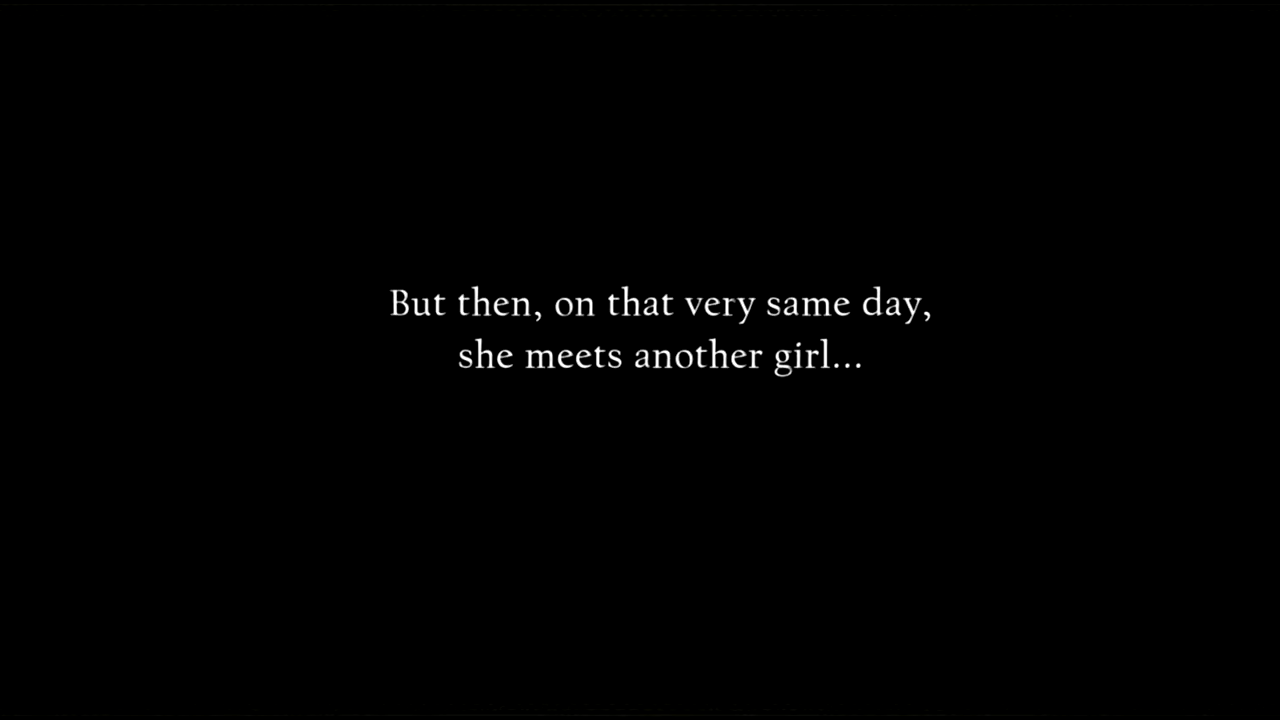 But then, on that very same day,
she meets another girl...